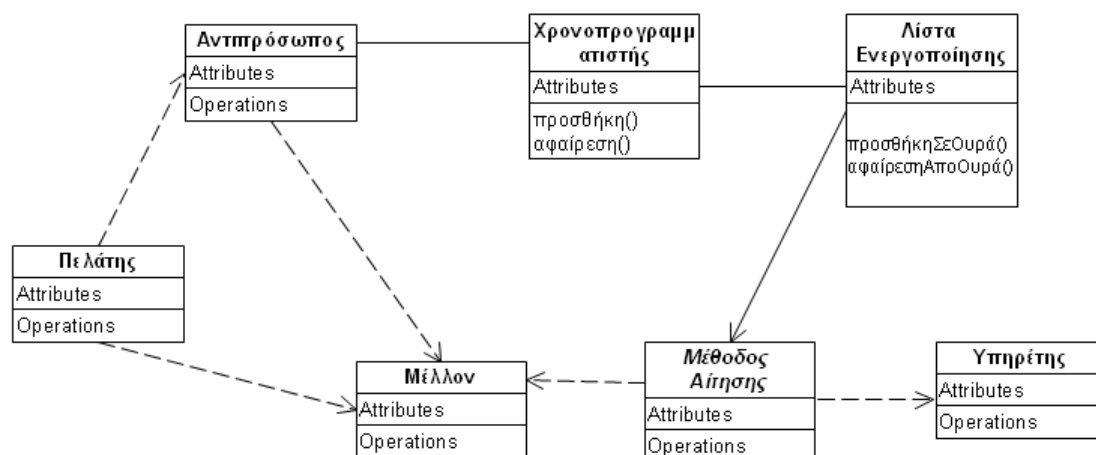 Αντιπρόσωπος
Attributes
Operations
Χρονοπρογραμμ
ατιστής
Attributes
προσθήκη()
αφαίρεση()
Λίστα
Ενεργοποίησης
Attributes
προσθήκηΣεΟυρά()
αφαίρεσηΑποΟυρά()
Πελάτης
Attributes
Operations
Μέλλον
Attributes
Operations
Μέθοδος
Αίτησης
Attributes
Operations
Υπηρέτης
Attributes
Operations